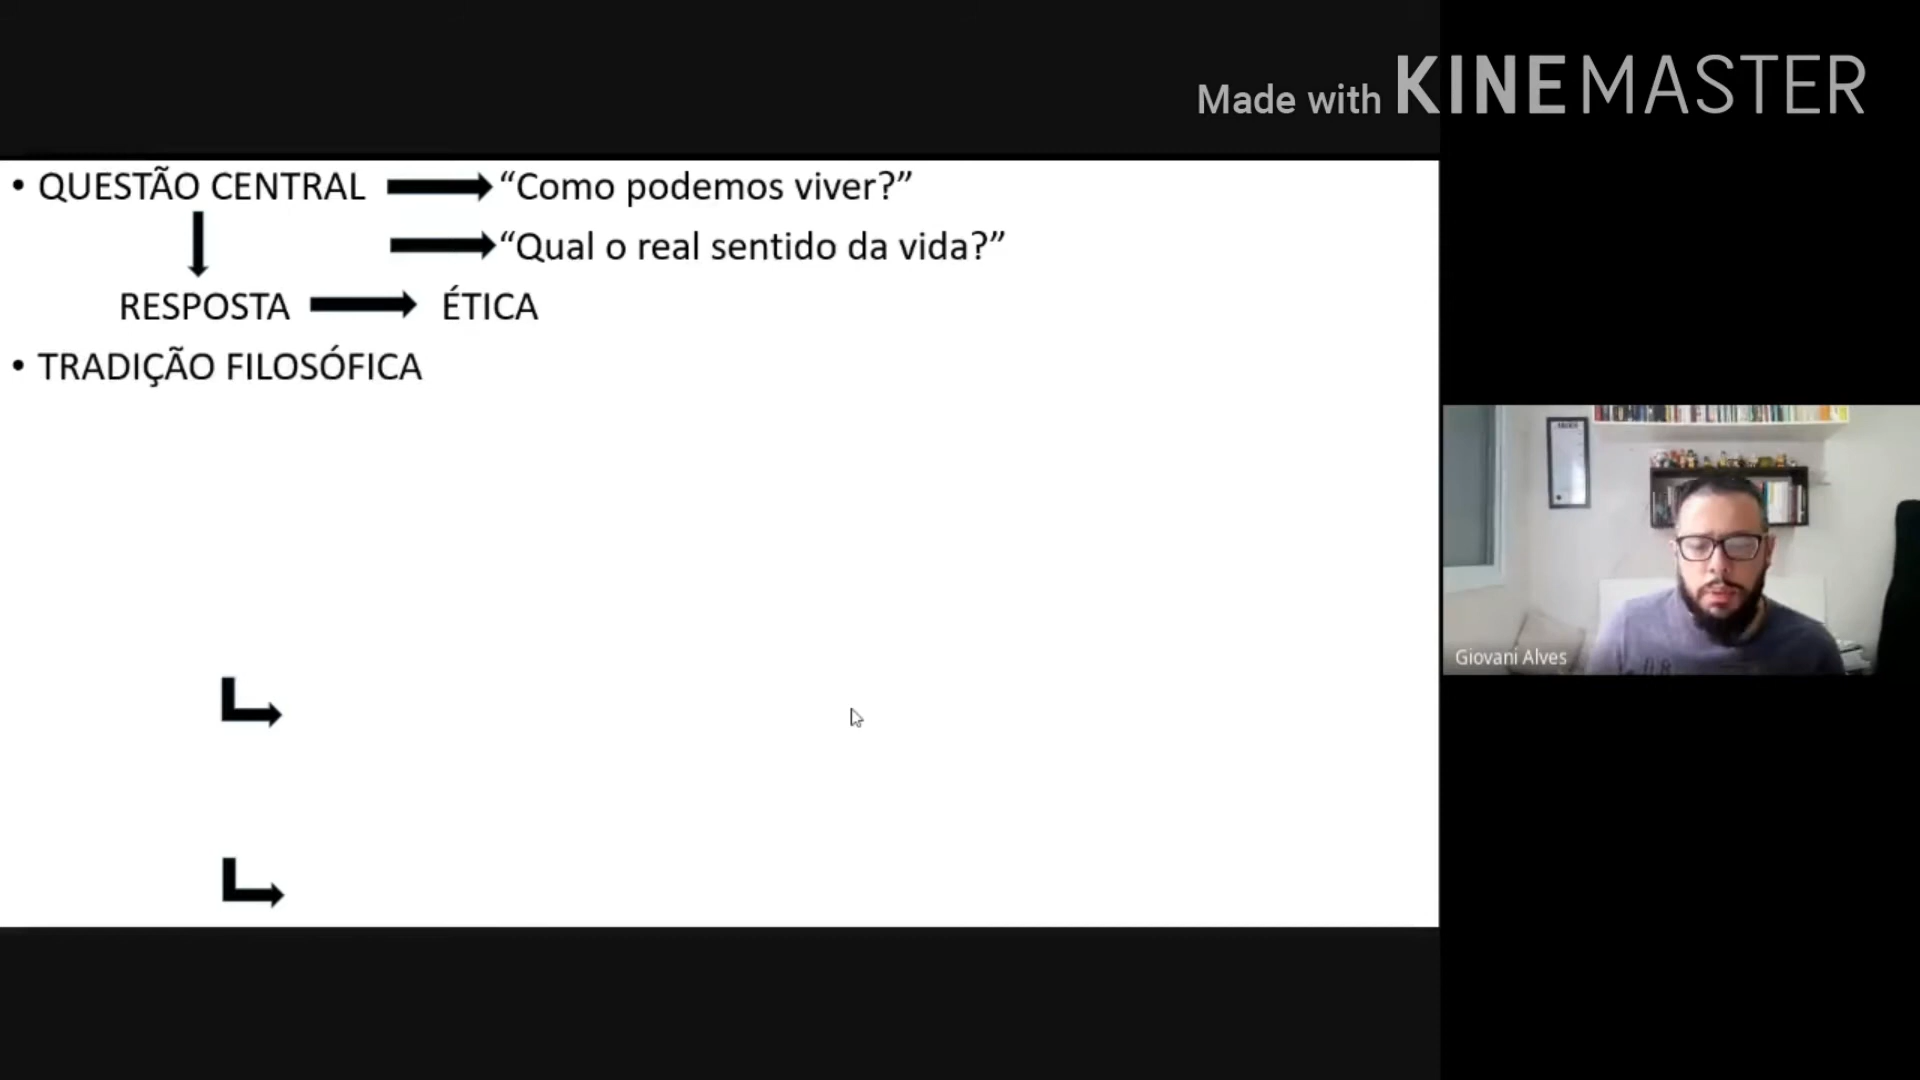 Made with KINEMASTER
• QUESTÃO CENTRAL “Como podemos viver?”
“Qual o real sentido da vida?”
RESPOSTA ÉTICA
• TRADIÇÃO FILOSÓFICA
Giovani Alves